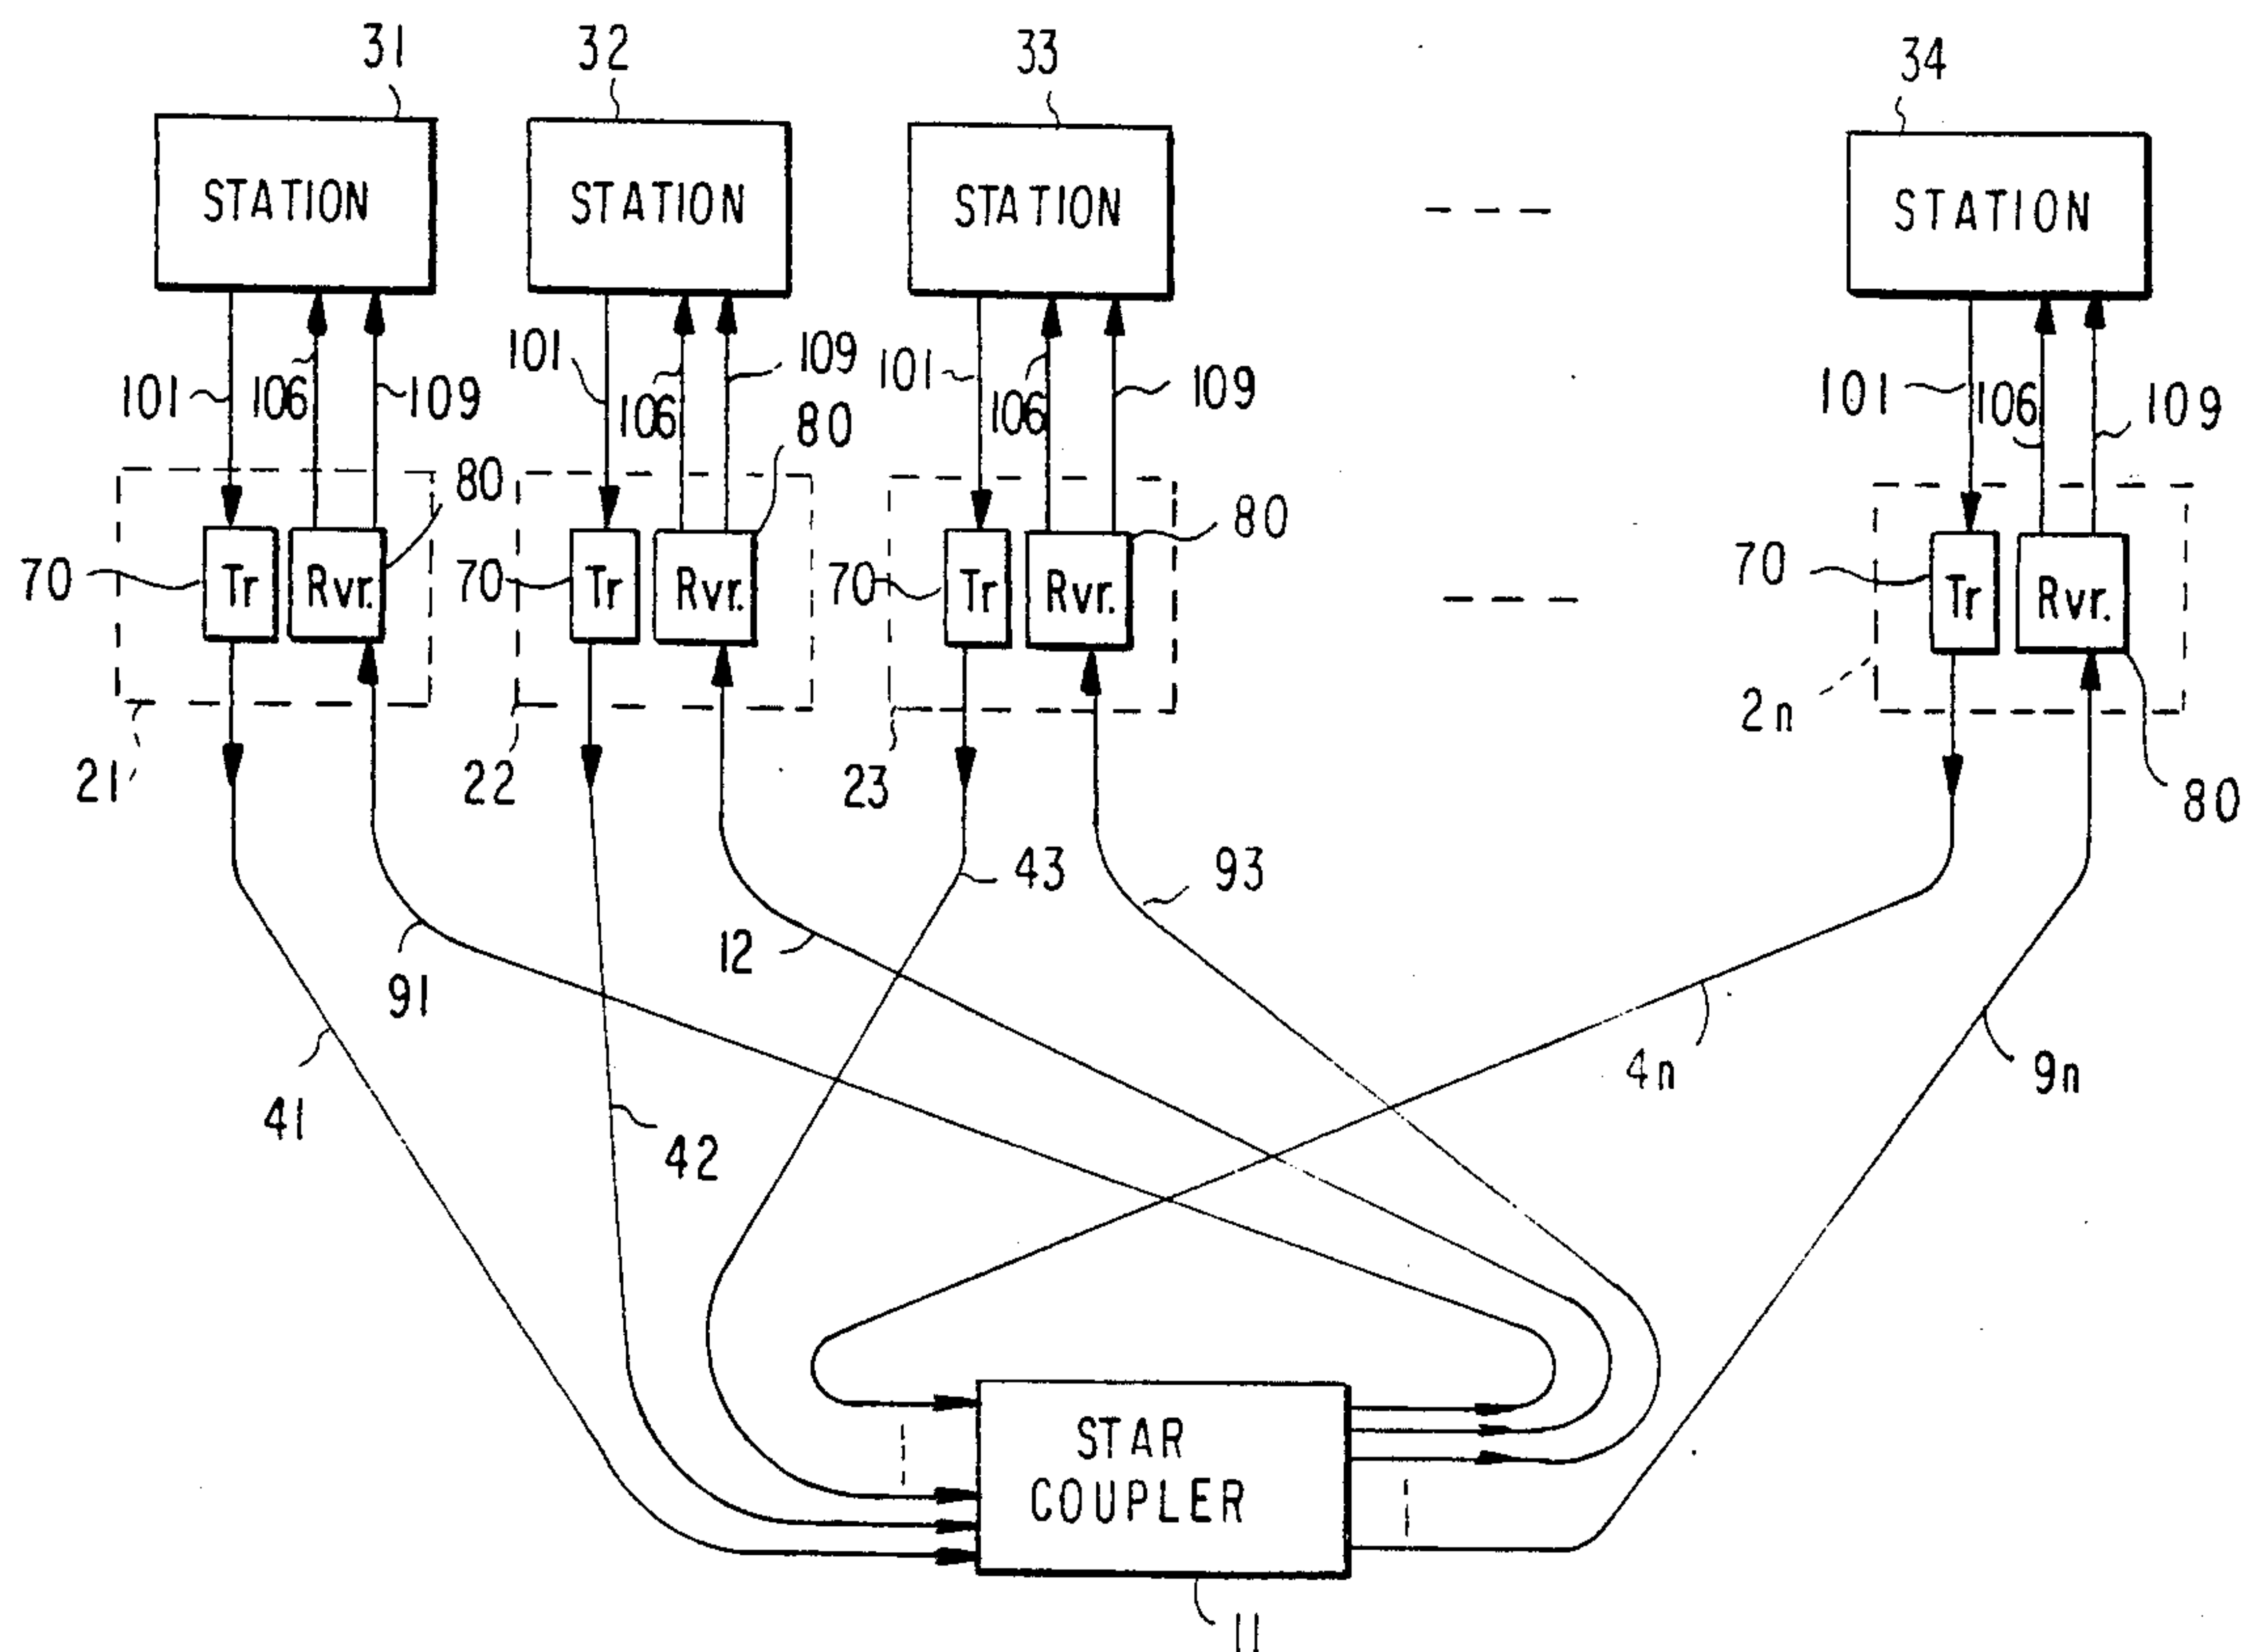 31 32 33 34
STATION STATION STATION STATION
101 106 109 101 106 109 101 106 109 101 106 109
80 80 80
70 Tr Rvr. 70 Tr Rvr. 70 Tr Rvr. 70 Tr Rvr.
21 22 23 2n 80
43 93
91 12
41 42 4n 9n
STAR
COUPLER
11